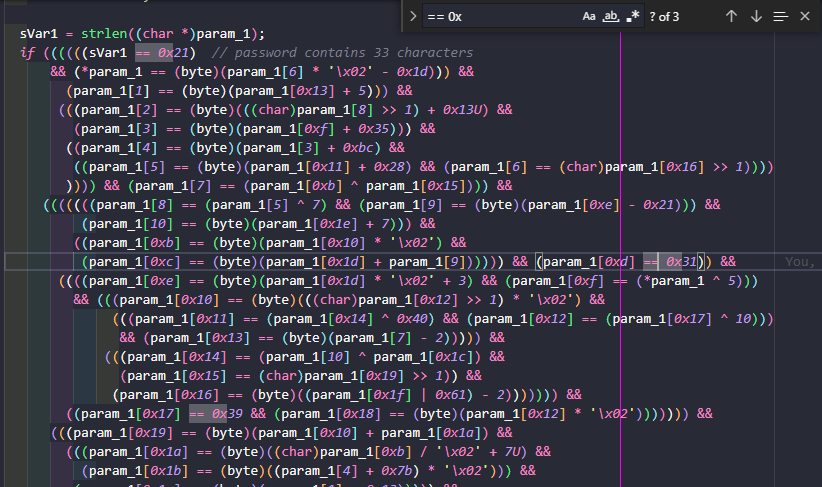 == 0x
Aa ab .* ? of 3
sVar1 = strlen((char *)param_1);
if ((((((sVar1 == 0x21)  // password contains 33 characters
&& (*param_1 == (byte)(param_1[6] * '\x02' - 0x1d))) &&
(param_1[1] == (byte)(param_1[0x13] + 5))) &&
(((param_1[2] == (byte)(((char)param_1[8] >> 1) + 0x13U) &&
(param_1[3] == (byte)(param_1[0xf] + 0x35))) &&
((param_1[4] == (byte)(param_1[3] + 0xbc) &&
((param_1[5] == (byte)(param_1[0x11] + 0x28) && (param_1[6] == (char)param_1[0x16] >> 1))))
)))) && (param_1[7] == (param_1[0xb] ^ param_1[0x15]))) &&
(((((((param_1[8] == (param_1[5] ^ 7) && (param_1[9] == (byte)(param_1[0xe] - 0x21))) &&
(param_1[10] == (byte)(param_1[0x1e] + 7))) &&
((param_1[0xb] == (byte)(param_1[0x10] * '\x02') &&
(param_1[0xc] == (byte)(param_1[0x1d] + param_1[9])))))) && (param_1[0xd] == 0x31)) && You,
((((param_1[0xe] == (byte)(param_1[0x1d] * '\x02' + 3) && (param_1[0xf] == (*param_1 ^ 5)))
&& (((param_1[0x10] == (byte)(((char)param_1[0x12] >> 1) * '\x02') &&
(((param_1[0x11] == (param_1[0x14] ^ 0x40) && (param_1[0x12] == (param_1[0x17] ^ 10)))
&& (param_1[0x13] == (byte)(param_1[7] - 2))))) &&
(((param_1[0x14] == (param_1[10] ^ param_1[0x1c]) &&
(param_1[0x15] == (char)param_1[0x19] >> 1)) &&
(param_1[0x16] == (byte)((param_1[0x1f] | 0x61) - 2))))))) &&
((param_1[0x17] == 0x39 && (param_1[0x18] == (byte)(param_1[0x12] * '\x02'))))))) &&
(((param_1[0x19] == (byte)(param_1[0x10] + param_1[0x1a]) &&
(((param_1[0x1a] == (byte)((char)param_1[0xb] / '\x02' + 7U) &&
(param_1[0x1b] == (byte)((param_1[4] + 0x7b) * '\x02'))) &&